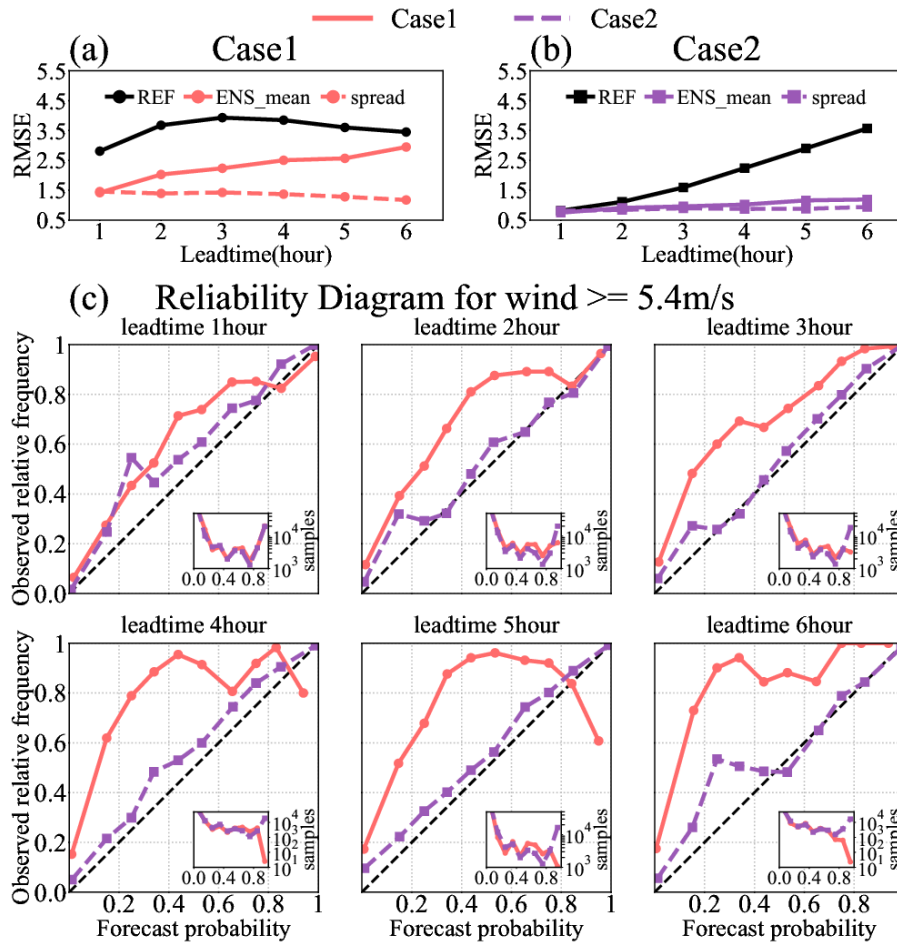 Case1 Case2
(a) Case1 (b) Case2
5.5 5.5
REF ENS_mean spread REF ENS_mean spread
4.5 4.5
RMSE 3.5 RMSE 3.5
2.5 2.5
1.5 1.5
0.5 0.5
1 2 3 4 5 6 1 2 3 4 5 6
Leadtime(hour) Leadtime(hour)
(c) Reliability Diagram for wind >= 5.4m/s
leadtime 1hour leadtime 2hour leadtime 3hour
Observed relative frequency
1 1 1
0.8
0.6
0.4
0.2
0.0
samples samples samples
10^4 10^4 10^4
10^3 10^3 10^3
0.0 0.4 0.8 0.0 0.4 0.8 0.0 0.4 0.8
leadtime 4hour leadtime 5hour leadtime 6hour
Observed relative frequency
1 1 1
0.8
0.6
0.4
0.2
0.0
samples samples samples
10^4 10^4 10^4
10^3 10^3 10^3
10^2 10^2
10^1 10^1
0.0 0.4 0.8 0.0 0.4 0.8 0.0 0.4 0.8
0.2 0.4 0.6 0.8 1 0.2 0.4 0.6 0.8 1 0.2 0.4 0.6 0.8
Forecast probability Forecast probability Forecast probability